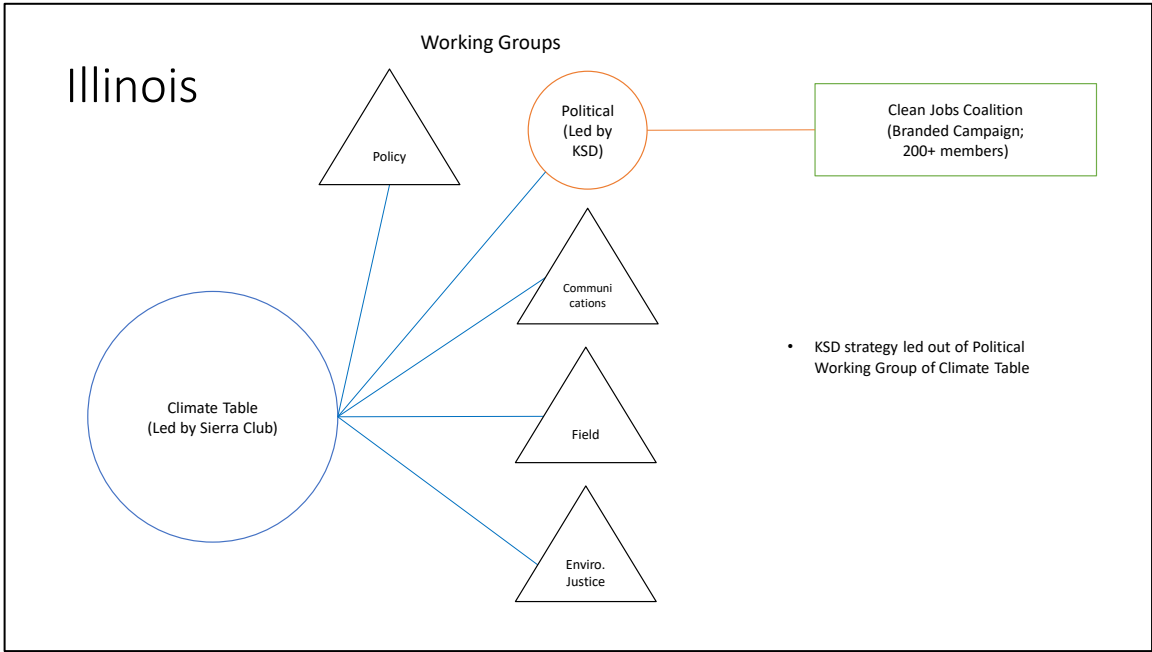 Illinois
Working Groups
Policy
Political
(Led by
KSD)
Clean Jobs Coalition
(Branded Campaign;
200+ members)
Communi
cations
• KSD strategy led out of Political
Working Group of Climate Table
Climate Table
(Led by Sierra Club)
Field
Enviro.
Justice